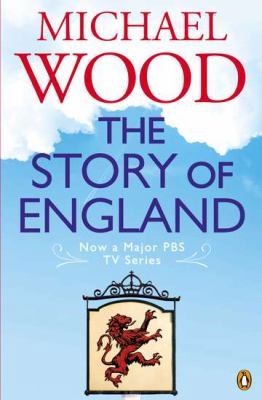 MICHAEL
WOOD
THE
STORY OF
ENGLAND
Now a Major PBS
TV Series